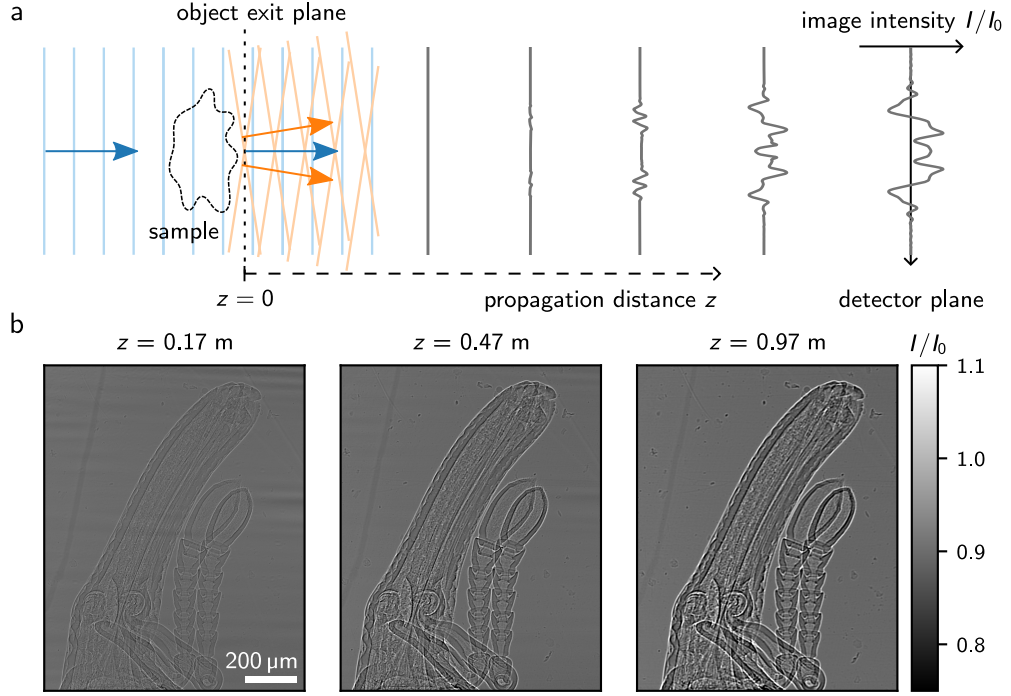 a
object exit plane
image intensity I/I₀
sample
z = 0
propagation distance z
detector plane
b
z = 0.17 m
z = 0.47 m
z = 0.97 m
I/I₀
1.1
1.0
0.9
0.8
200 μm